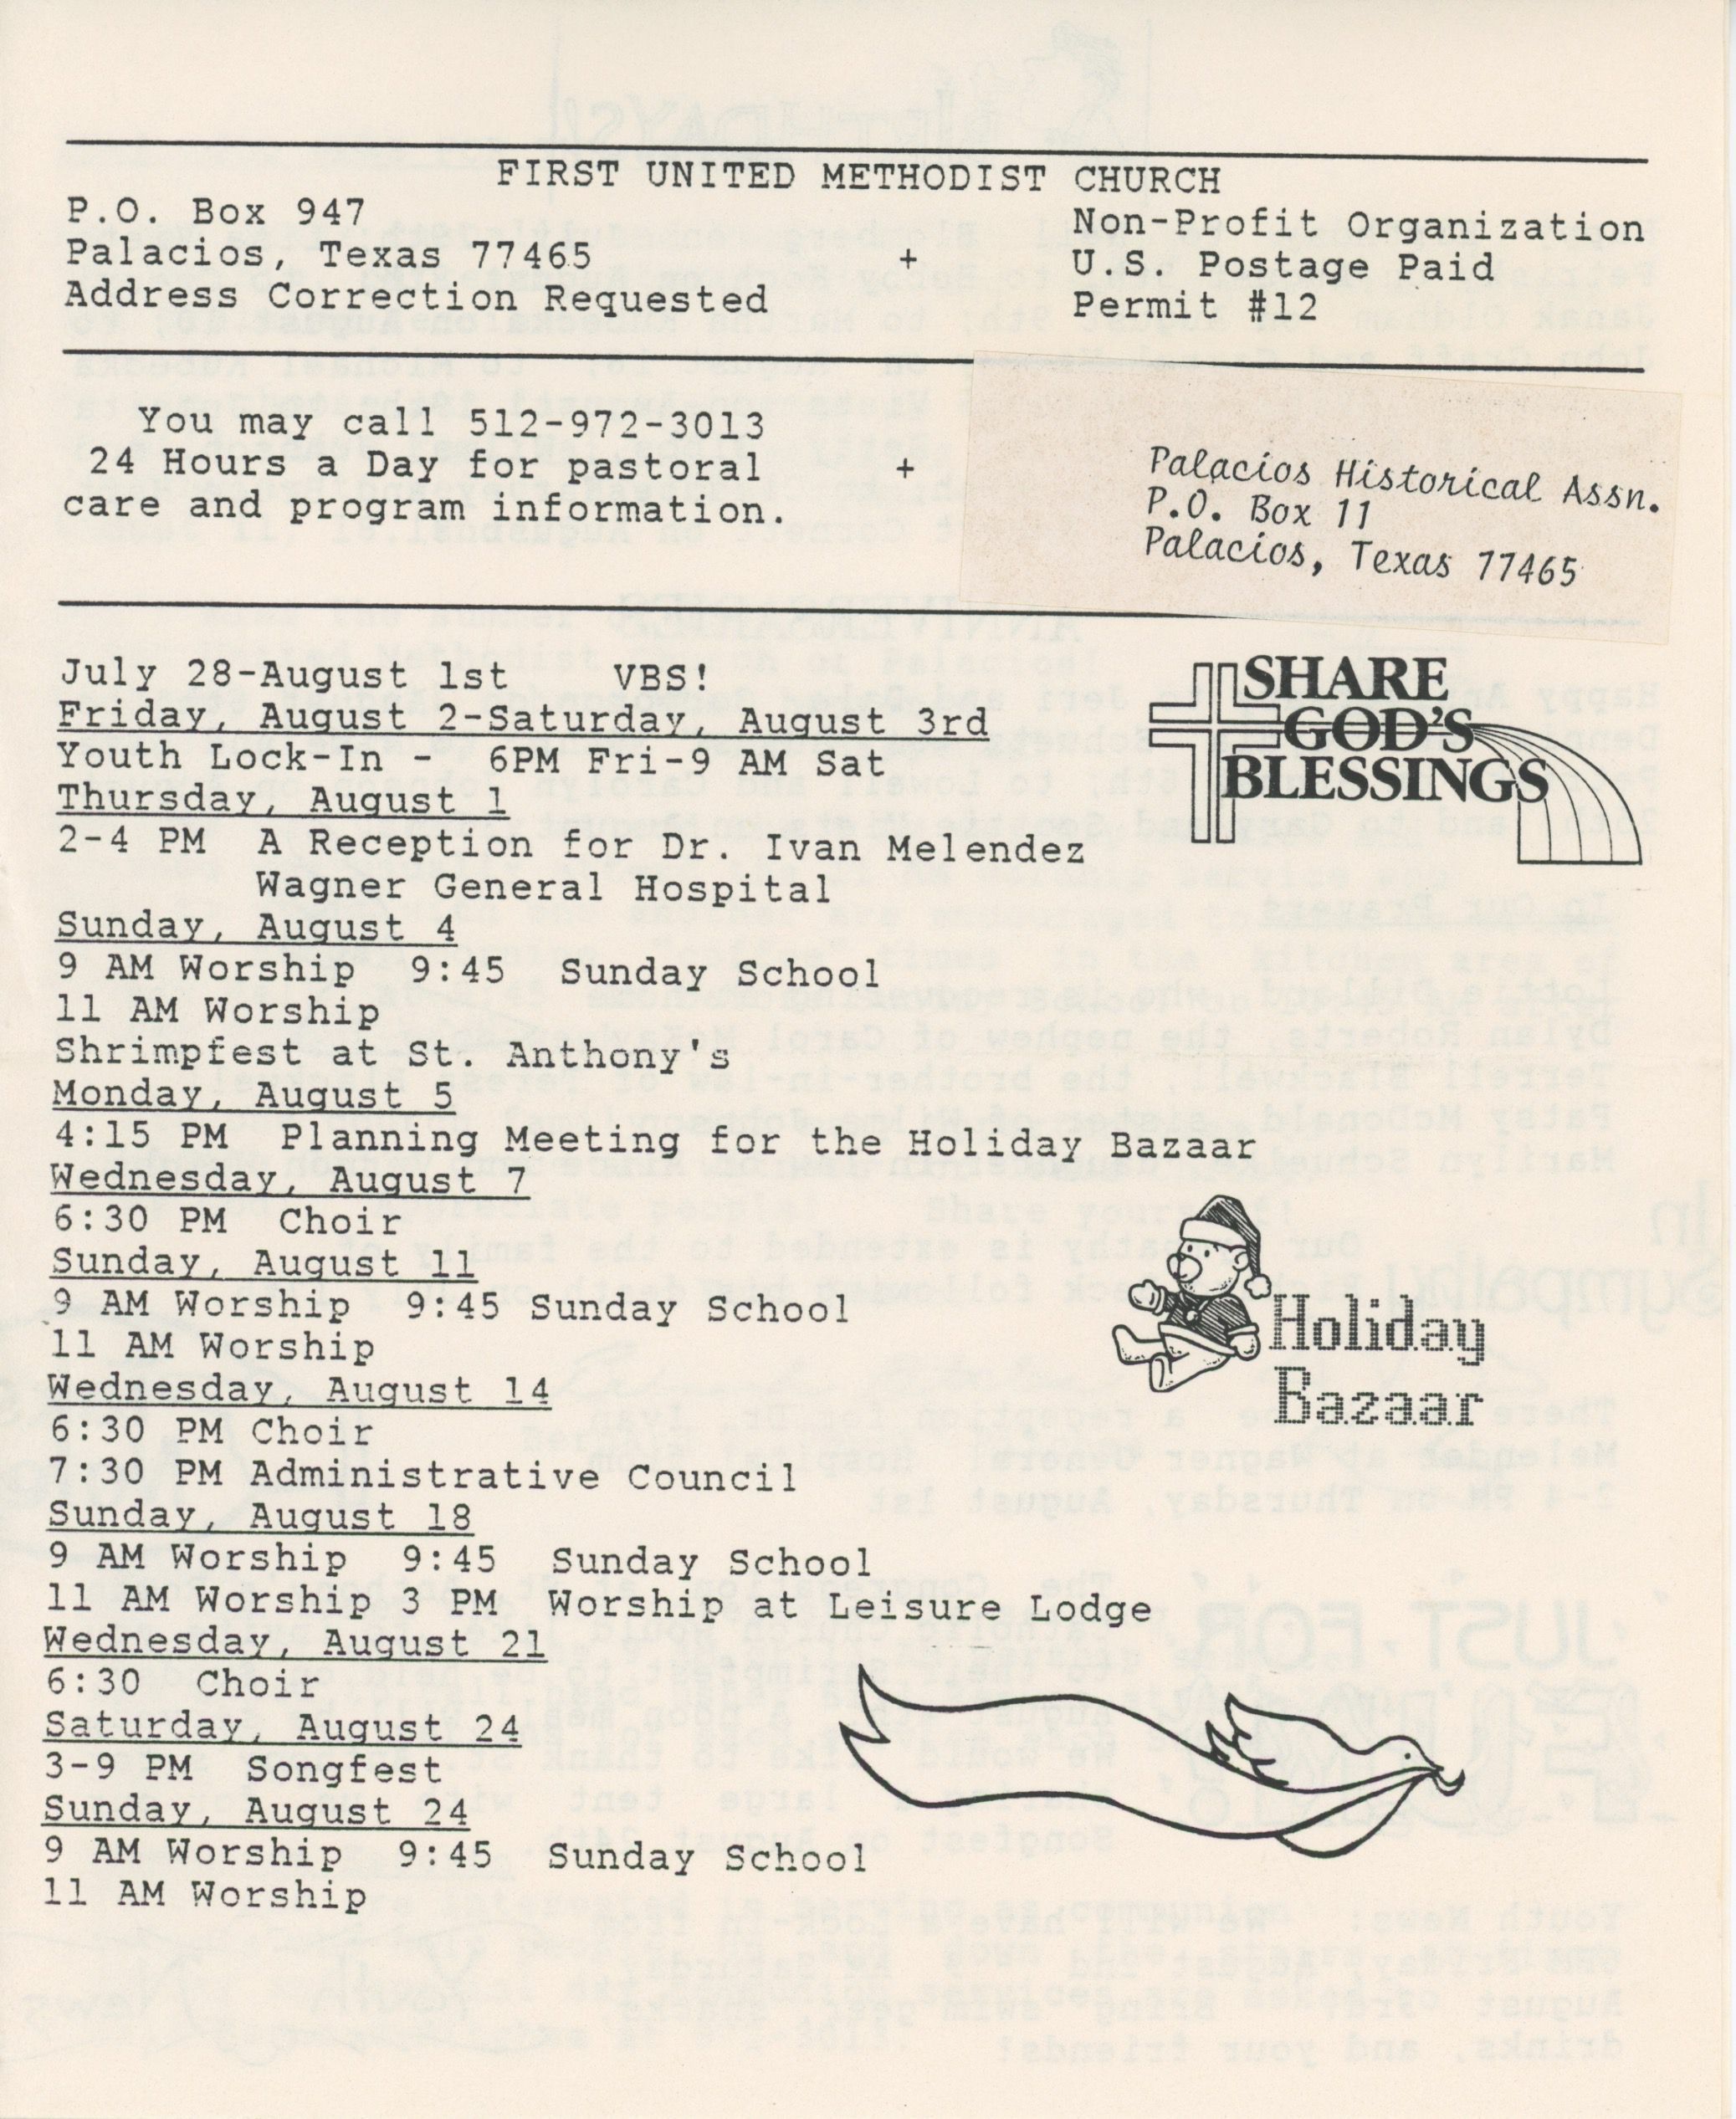 FIRST UNITED METHODIST CHURCH
P.O. Box 947
Palacios, Texas 77465
Address Correction Requested
+
Non-Profit Organization
U.S. Postage Paid
Permit #12
You may call 512-972-3013
24 Hours a Day for pastoral
care and program information.
+
Palacios Historical Assn.
P.O. Box 11
Palacios, Texas 77465
July 28-August 1st    VBS!
Friday, August 2-Saturday, August 3rd
Youth Lock-In -  6PM Fri-9 AM Sat
Thursday, August 1
2-4 PM  A Reception for Dr. Ivan Melendez
Wagner General Hospital
Sunday, August 4
9 AM Worship  9:45  Sunday School
11 AM Worship
Shrimpfest at St. Anthony's
Monday, August 5
4:15 PM  Planning Meeting for the Holiday Bazaar
Wednesday, August 7
6:30 PM  Choir
Sunday, August 11
9 AM Worship  9:45 Sunday School
11 AM Worship
Wednesday, August 14
6:30 PM Choir
7:30 PM Administrative Council
Sunday, August 18
9 AM Worship  9:45  Sunday School
11 AM Worship 3 PM  Worship at Leisure Lodge
Wednesday, August 21
6:30  Choir
Saturday, August 24
3-9 PM  Songfest
Sunday, August 24
9 AM Worship  9:45  Sunday School
11 AM Worship
SHARE
GOD'S
BLESSINGS
Holiday
Bazaar